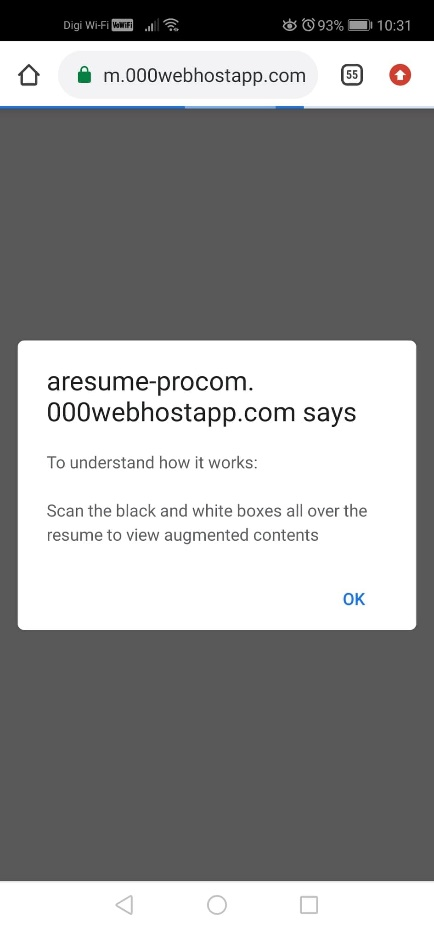 Digi Wi-Fi VoWiFi 93% 10:31
m.000webhostapp.com 55
aresume-procom.
000webhostapp.com says
To understand how it works:
Scan the black and white boxes all over the
resume to view augmented contents
OK